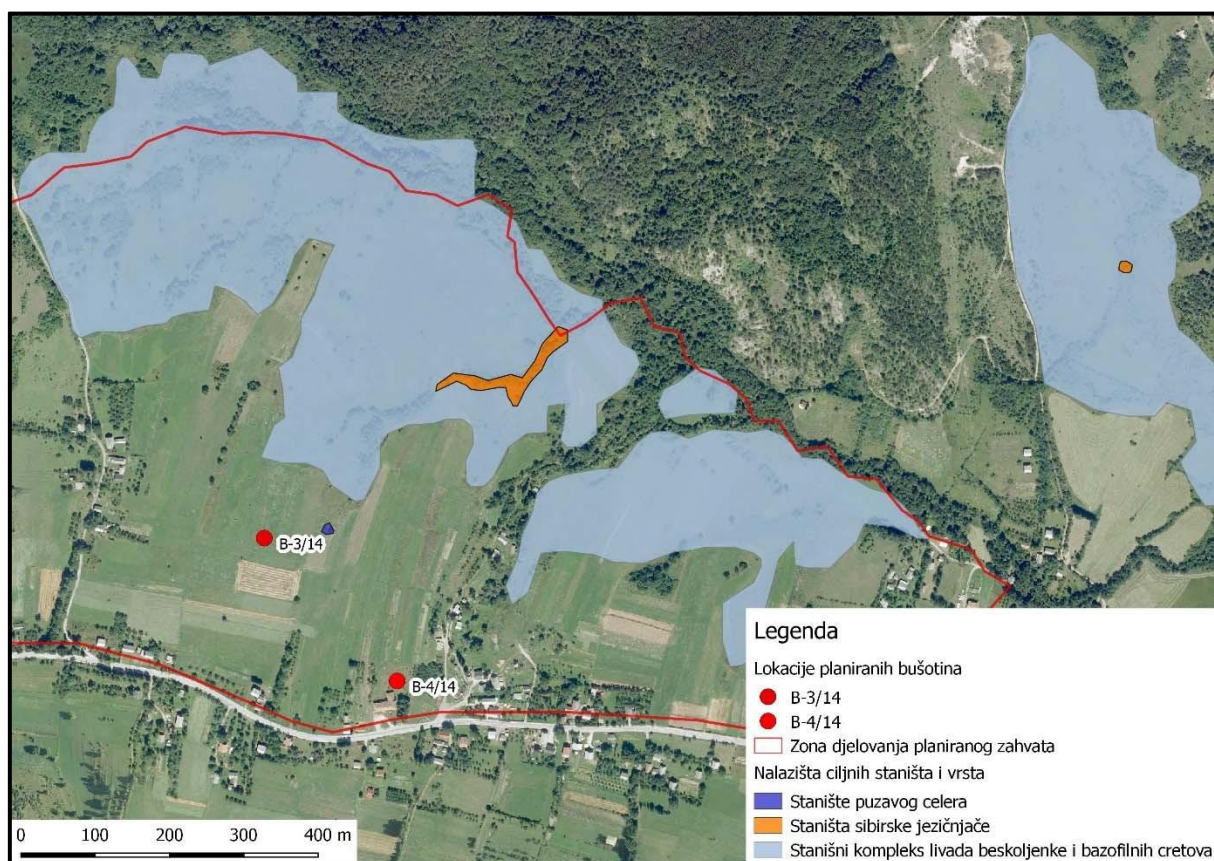 B-3/14
B-4/14
0 100 200 300 400 m
Legenda
Lokacije planiranih bušotina
B-3/14
B-4/14
Zona djelovanja planiranog zahvata
Nalazišta ciljnih staništa i vrsta
Stanište puzavog celera
Staništa sibirske jezičnjače
Stanišni kompleks livada beskoljenke i bazofilnih cretova